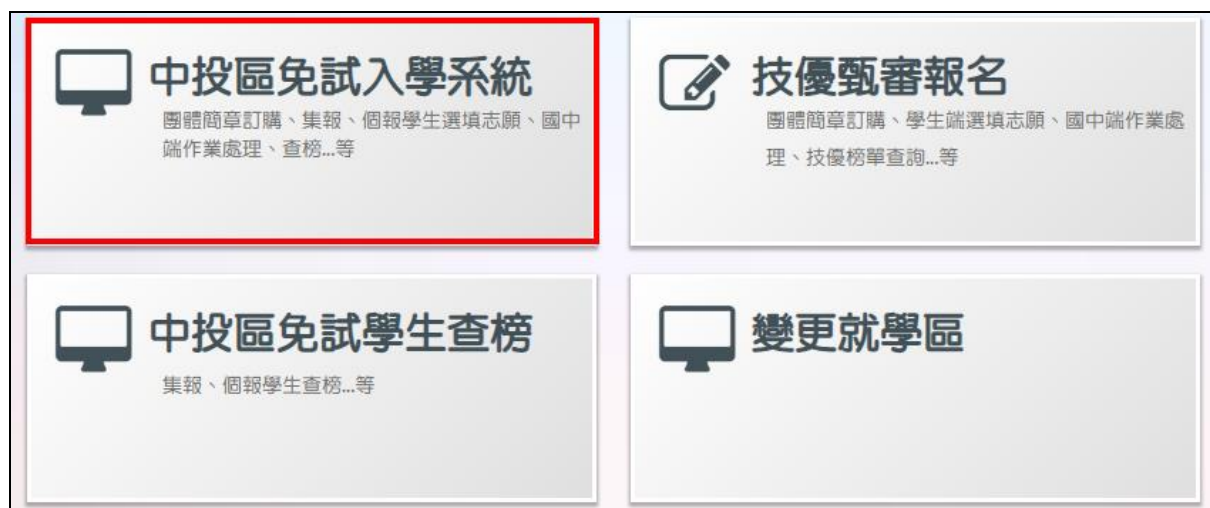 中投區免試入學系統
團體簡章訂購、集報、個報學生選填志願、國中
端作業處理、查榜...等
技優甄審報名
團體簡章訂購、學生端選填志願、國中端作業處
理、技優榜單查詢...等
中投區免試學生查榜
集報、個報學生查榜...等
變更就學區